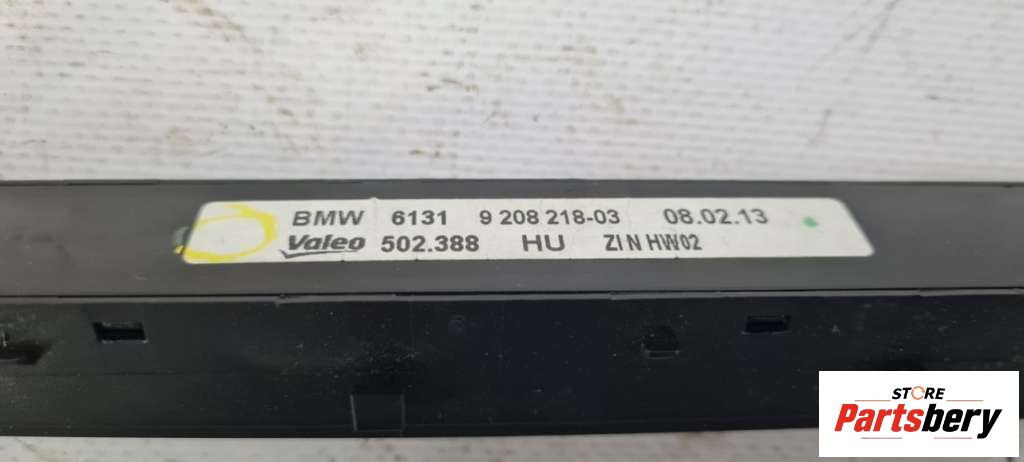 BMW 6131 9 208 218-03 08.02.13
Valeo 502.388 HU ZI N HW02
STORE
Partsbery